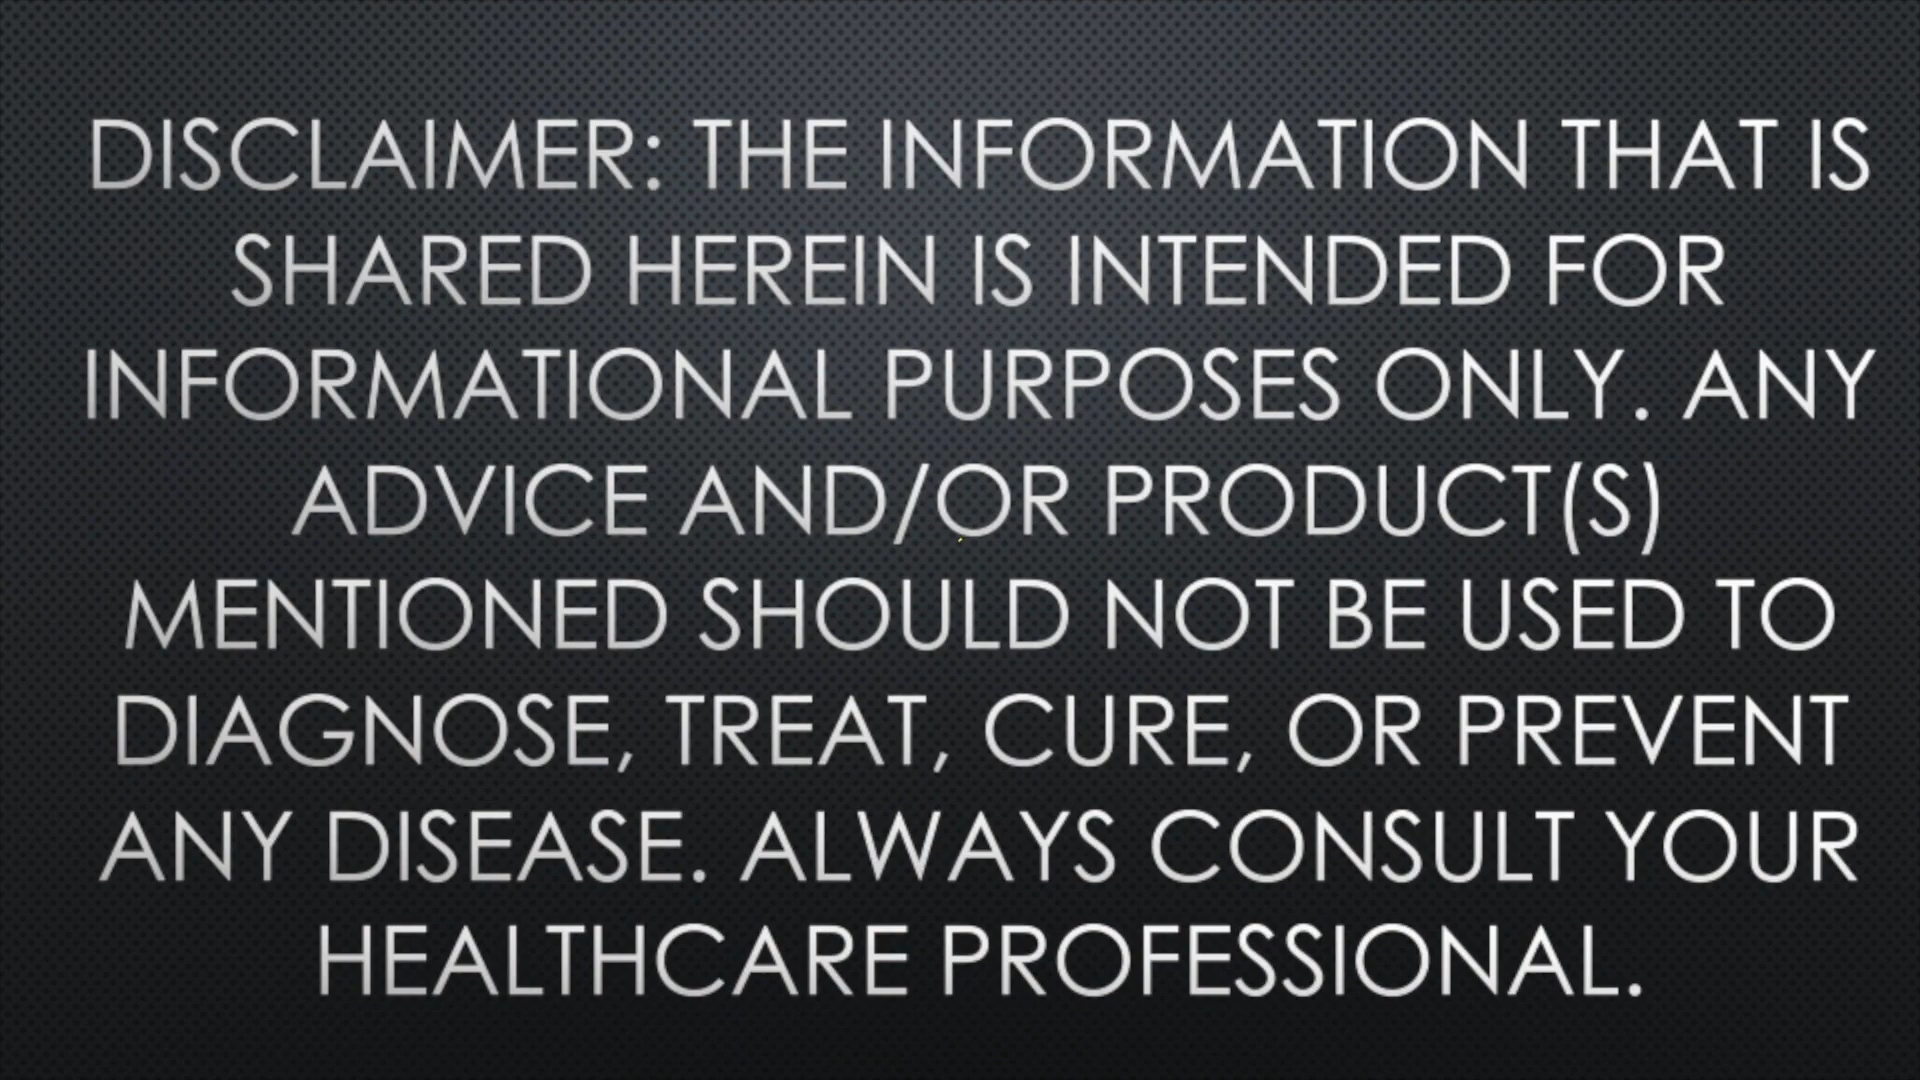 DISCLAIMER: THE INFORMATION THAT IS
SHARED HEREIN IS INTENDED FOR
INFORMATIONAL PURPOSES ONLY. ANY
ADVICE AND/OR PRODUCT(S)
MENTIONED SHOULD NOT BE USED TO
DIAGNOSE, TREAT, CURE, OR PREVENT
ANY DISEASE. ALWAYS CONSULT YOUR
HEALTHCARE PROFESSIONAL.